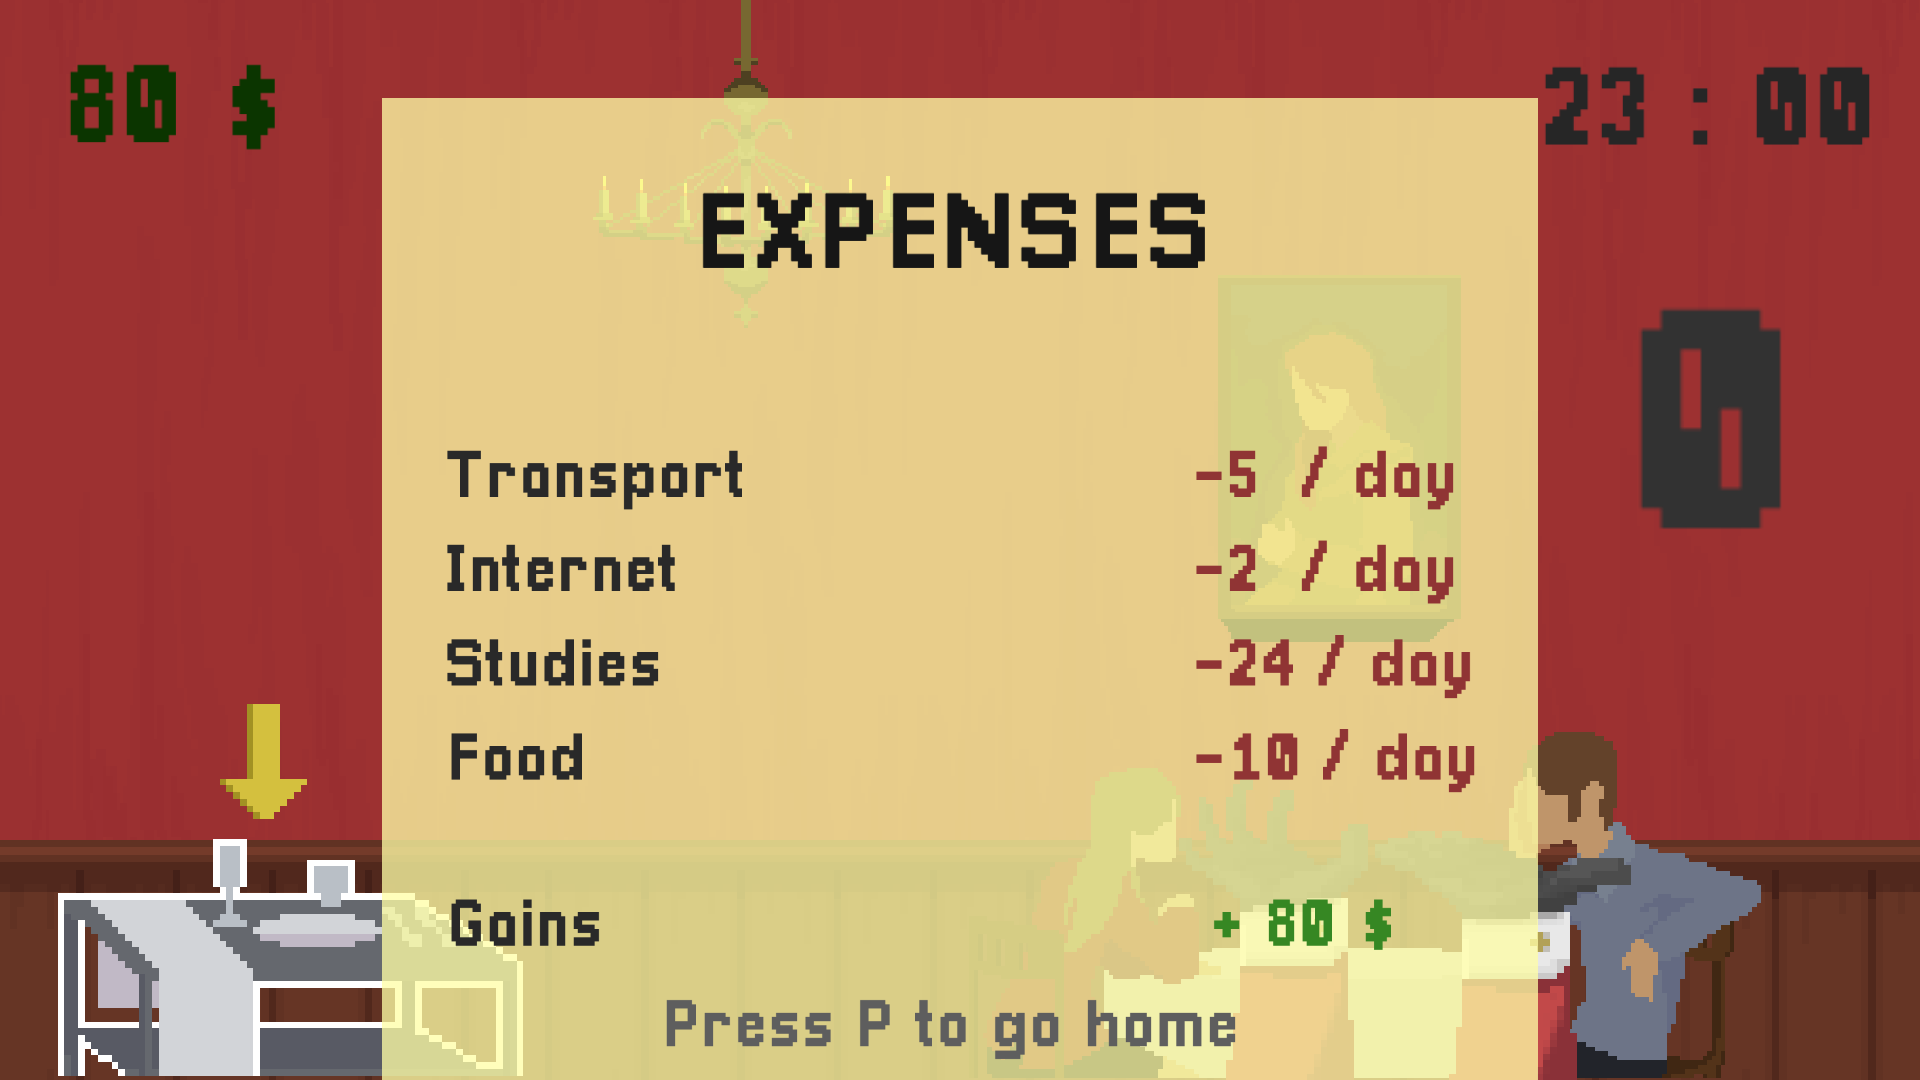 80 $
23 : 00
EXPENSES
0
Transport -5 / day
Internet -2 / day
Studies -24 / day
Food -10 / day
Gains + 80 $
Press P to go home